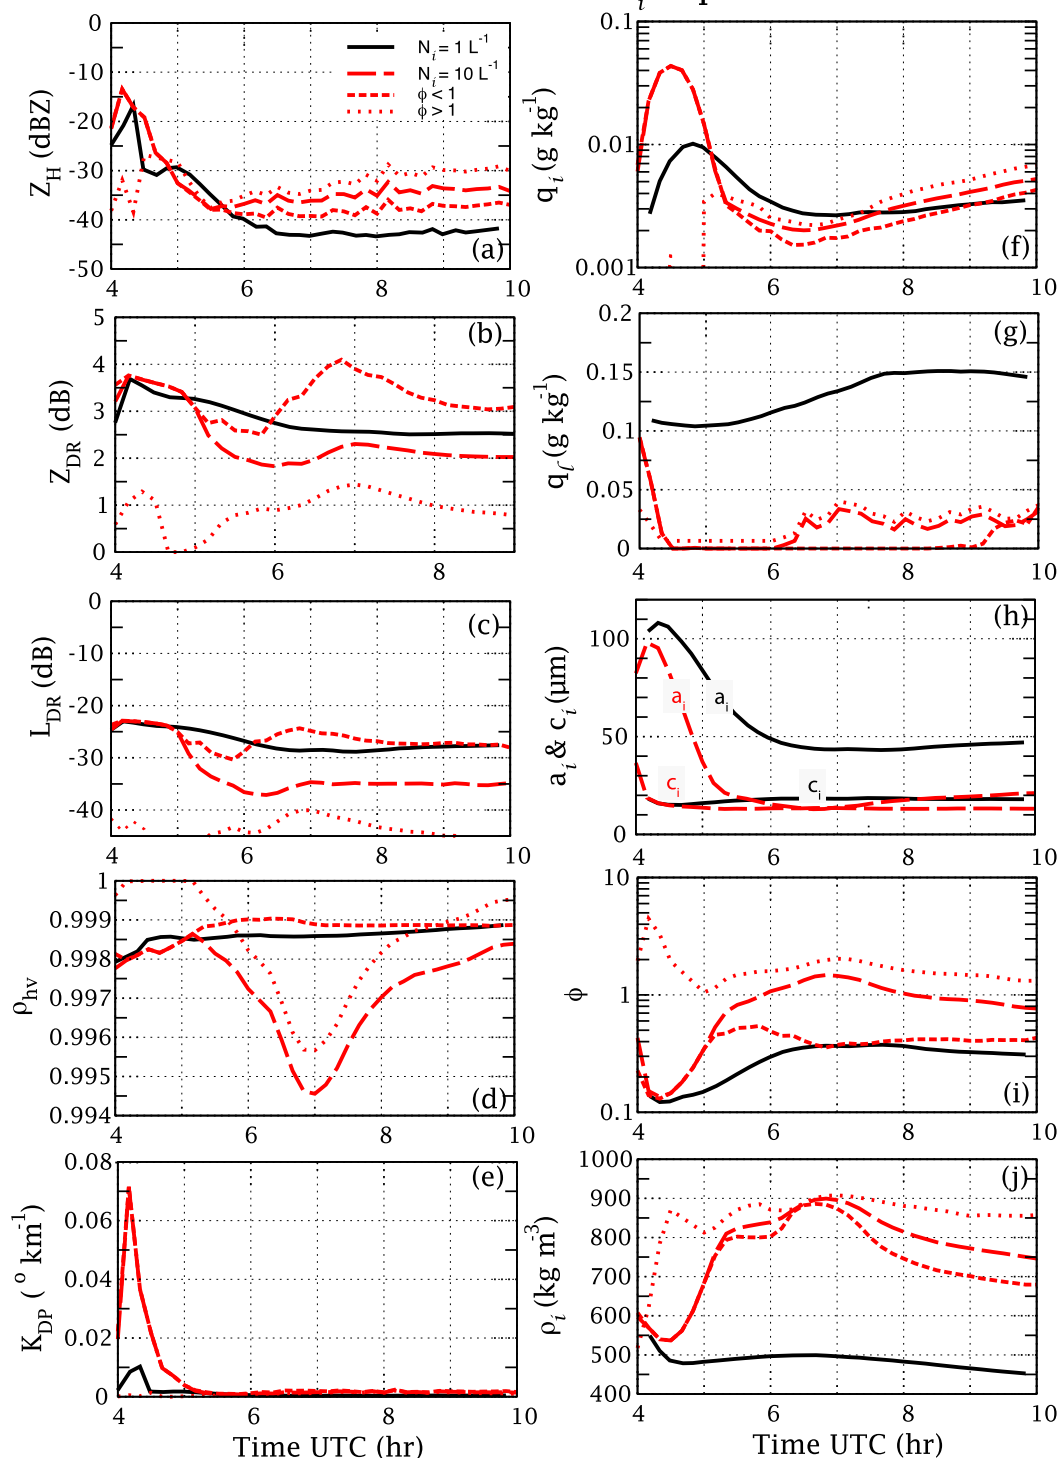 i
0
-10
-20
-30
-40
-50
Z_H (dBZ)
N_i = 1 L^-1
N_i = 10 L^-1
ϕ < 1
ϕ > 1
(a)
4 6 8 10
0.1
0.01
0.001
q_i (g kg^-1)
(f)
4 6 8 10
5
4
3
2
1
0
Z_DR (dB)
(b)
4 6 8 10
0.2
0.15
0.1
0.05
0
q_ℓ (g kg^-1)
(g)
4 6 8 10
0
-10
-20
-30
-40
L_DR (dB)
(c)
4 6 8 10
100
50
0
a_i & c_i (μm)
a_i a_i
c_i c_i
(h)
4 6 8 10
1
0.999
0.998
0.997
0.996
0.995
0.994
ρ_hv
(d)
4 6 8 10
10
1
0.1
ϕ
(i)
4 6 8 10
0.08
0.06
0.04
0.02
0
K_DP (° km^-1)
(e)
4 6 8 10
Time UTC (hr)
1000
900
800
700
600
500
400
ρ_i (kg m^-3)
(j)
4 6 8 10
Time UTC (hr)